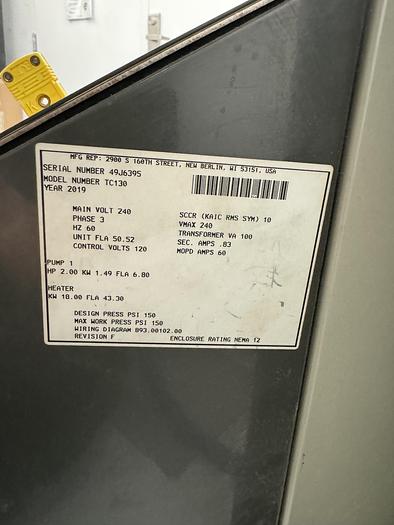 K
MFG REP: 2900 S 160TH STREET, NEW BERLIN, WI 53151, USA
SERIAL NUMBER 49J6395
MODEL NUMBER TC130
YEAR 2019
MAIN VOLT 240
PHASE 3
HZ 60
UNIT FLA 50.52
CONTROL VOLTS 120
SCCR (KAIC RMS SYM) 10
VMAX 240
TRANSFORMER VA 100
SEC. AMPS .83
MOPD AMPS 60
PUMP 1
HP 2.00 KW 1.49 FLA 6.80
HEATER
KW 18.00 FLA 43.30
DESIGN PRESS PSI 150
MAX WORK PRESS PSI 150
WIRING DIAGRAM B93.00102.00
REVISION F
ENCLOSURE RATING NEMA 12